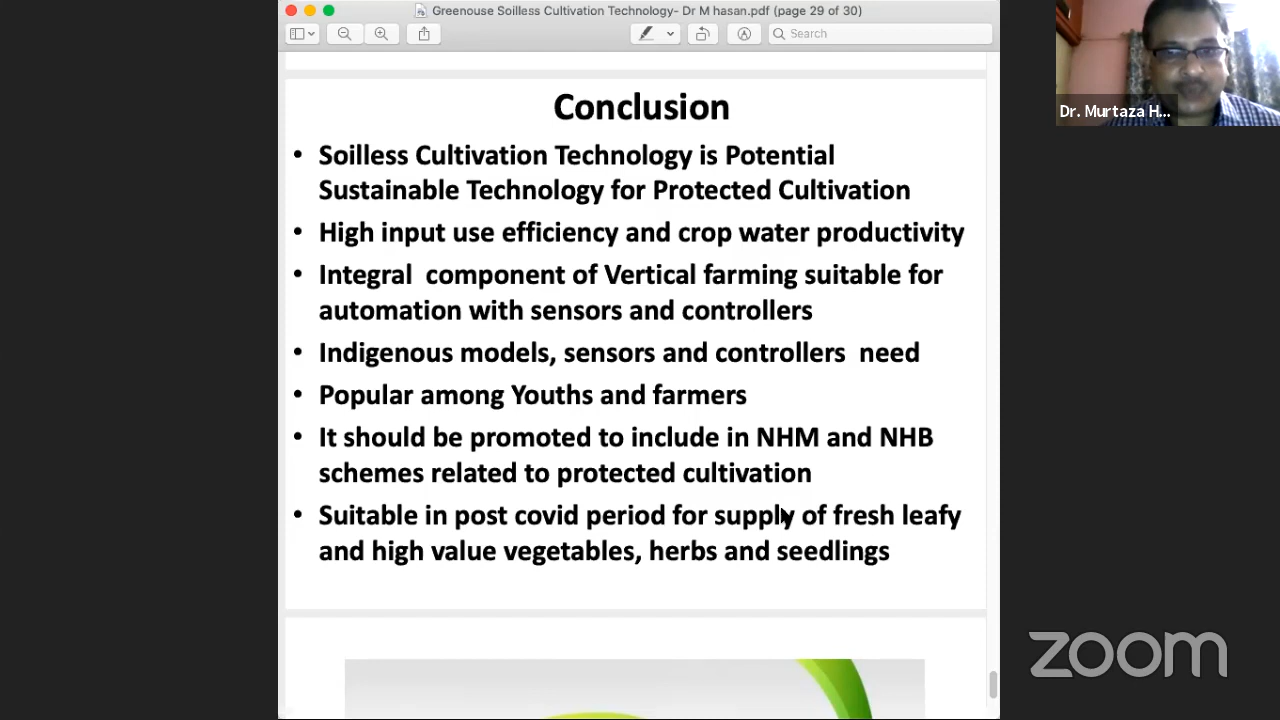 Greenouse Soilless Cultivation Technology- Dr M hasan.pdf (page 29 of 30)
Search
Dr. Murtaza H...
Conclusion
• Soilless Cultivation Technology is Potential
Sustainable Technology for Protected Cultivation
• High input use efficiency and crop water productivity
• Integral component of Vertical farming suitable for
automation with sensors and controllers
• Indigenous models, sensors and controllers need
• Popular among Youths and farmers
• It should be promoted to include in NHM and NHB
schemes related to protected cultivation
• Suitable in post covid period for supply of fresh leafy
and high value vegetables, herbs and seedlings
zoom